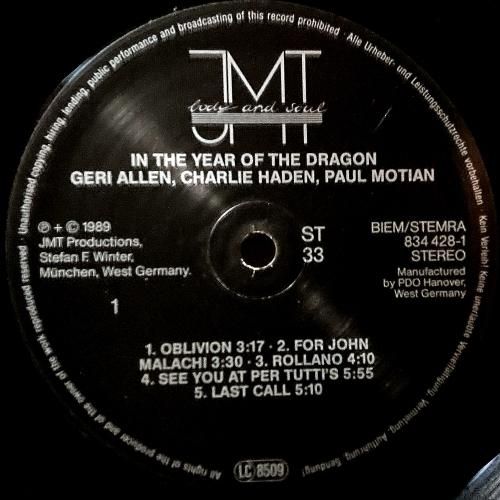 Unauthorised copying, hiring, lending, public performance and broadcasting of this record prohibited · Alle Urheber- und Leistungsschutzrechte vorbehalten · Kein Verleih! Keine unerlaubte Vervielfältigung, Vermietung, Aufführung, Sendung!
JMT
body and soul
IN THE YEAR OF THE DRAGON
GERI ALLEN, CHARLIE HADEN, PAUL MOTIAN
℗ + © 1989
JMT Productions,
Stefan F. Winter,
München, West Germany.
1
ST
33
BIEM/STEMRA
834 428-1
STEREO
Manufactured
by PDO Hanover,
West Germany
1. OBLIVION 3:17 · 2. FOR JOHN
MALACHI 3:30 · 3. ROLLANO 4:10
4. SEE YOU AT PER TUTTI'S 5:55
5. LAST CALL 5:10
LC 8509
All rights of the producer and of the owner of the work reproduced reserved ·